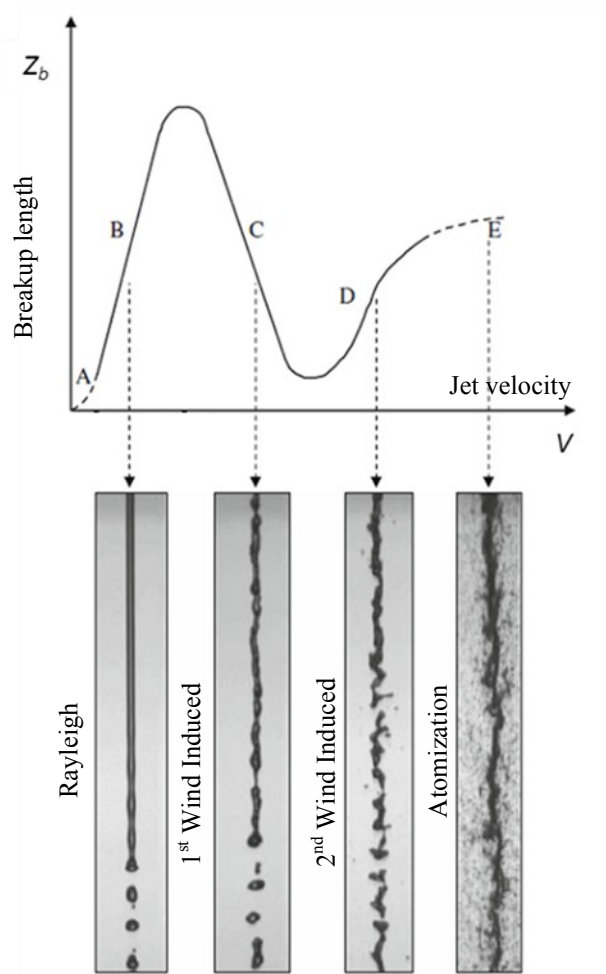 Z_b
Breakup length
A
B
C
D
E
Jet velocity
V
Rayleigh
1st Wind Induced
2nd Wind Induced
Atomization